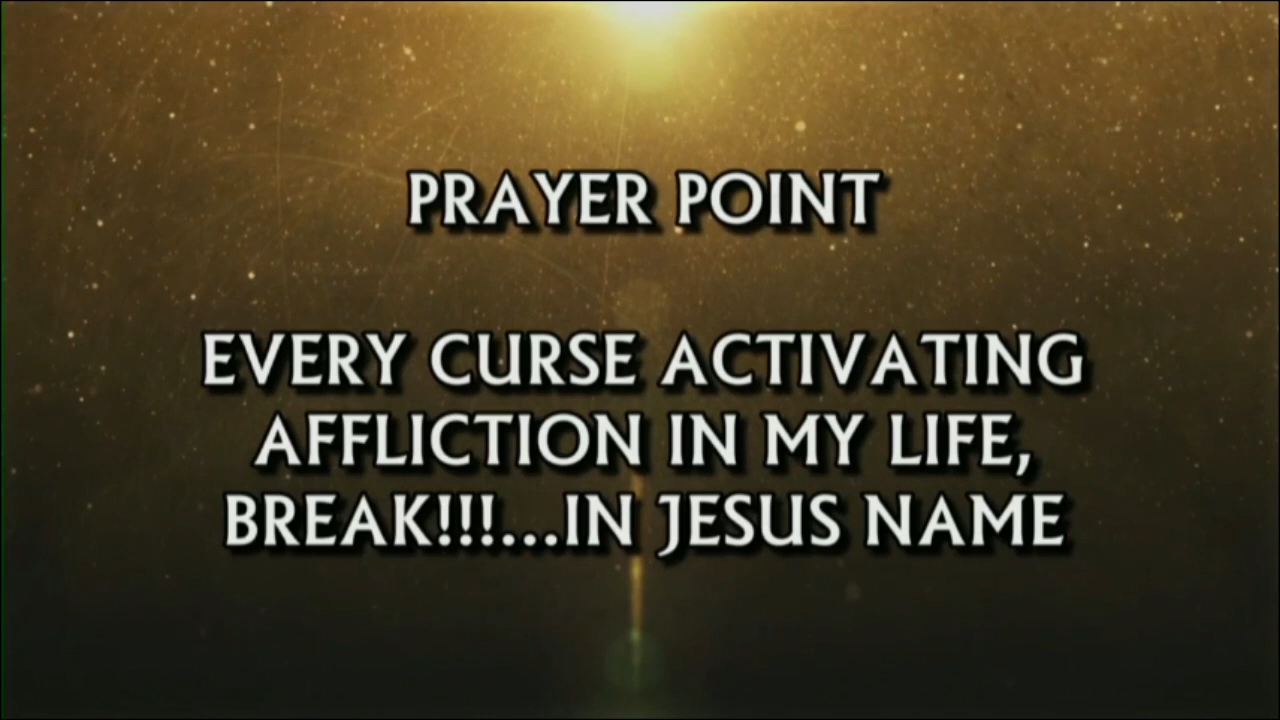 PRAYER POINT
EVERY CURSE ACTIVATING
AFFLICTION IN MY LIFE,
BREAK!!!...IN JESUS NAME